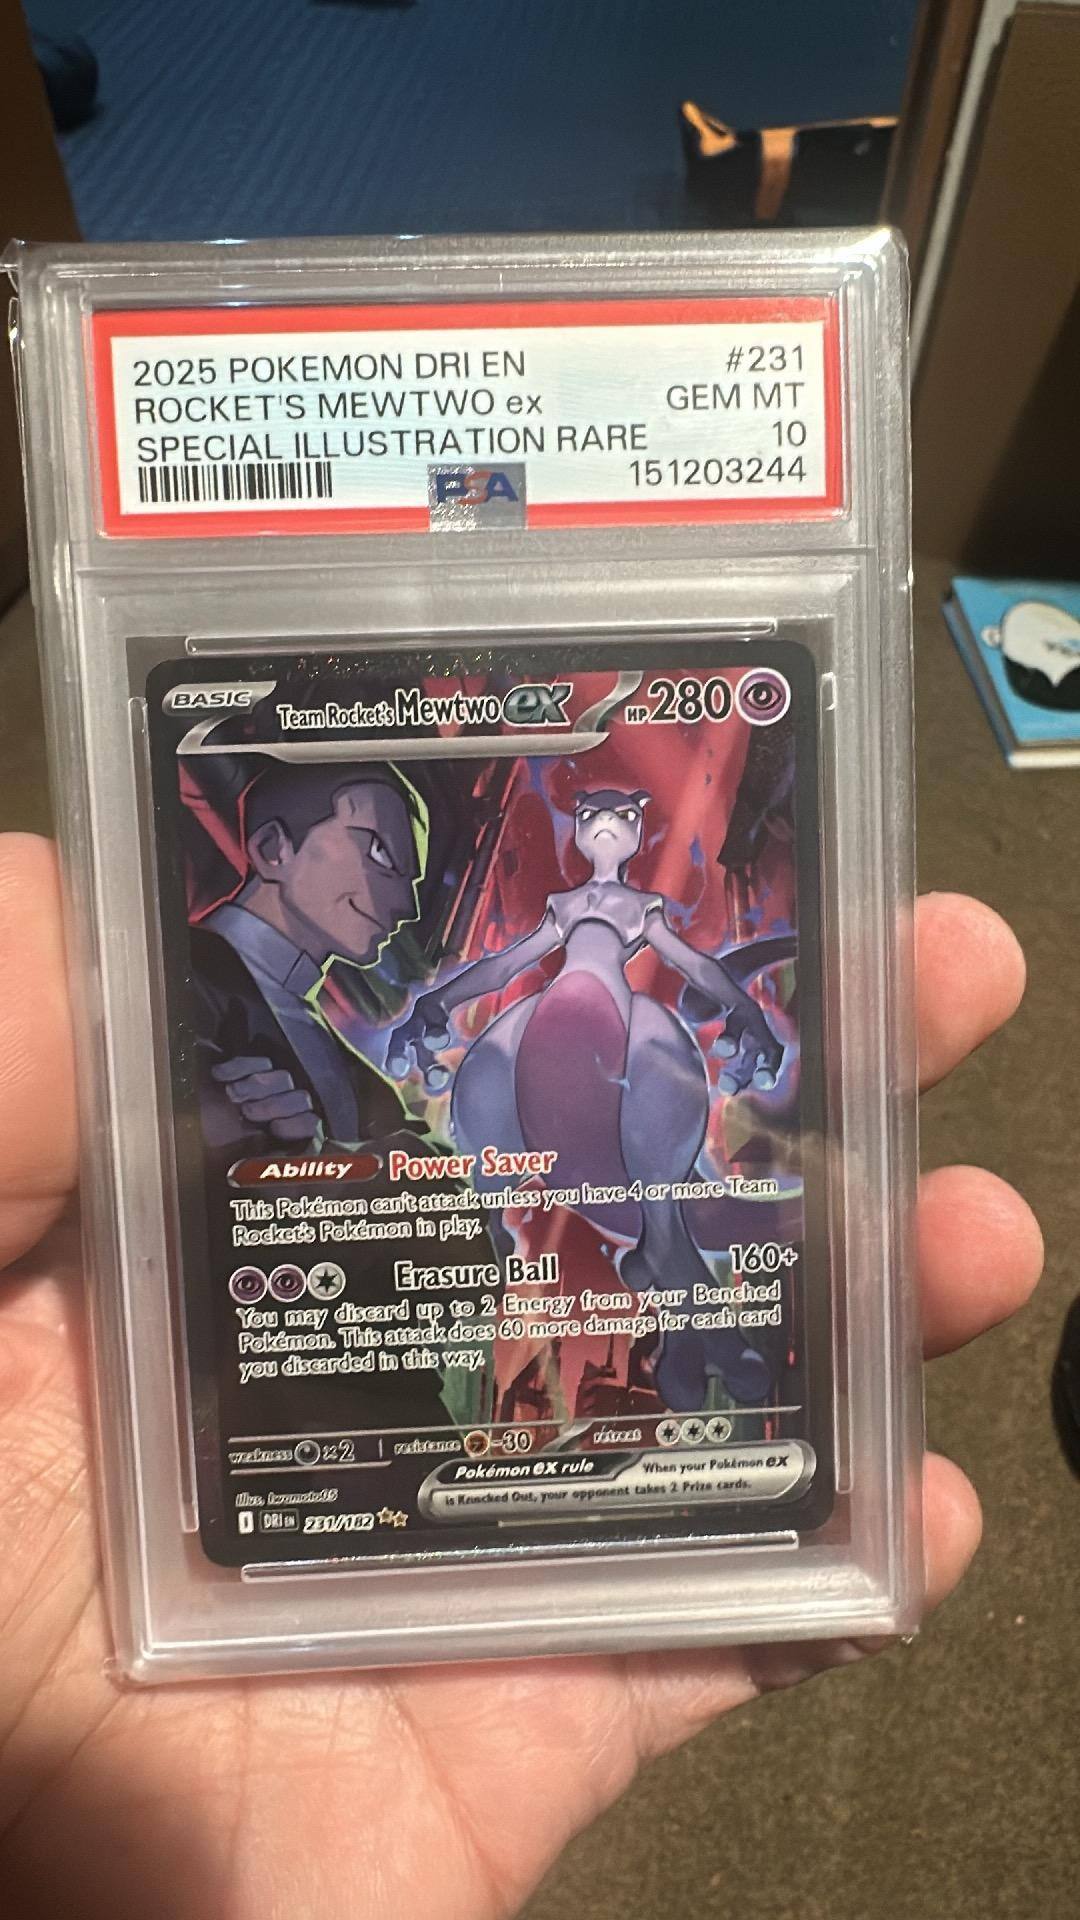 2025 POKEMON DRI EN #231
ROCKET'S MEWTWO ex GEM MT
SPECIAL ILLUSTRATION RARE 10
PSA 151203244
BASIC Team Rocket's Mewtwo ex HP 280
Ability Power Saver
This Pokémon can't attack unless you have 4 or more Team
Rocket's Pokémon in play.
Erasure Ball 160+
You may discard up to 2 Energy from your Benched
Pokémon. This attack does 60 more damage for each card
you discarded in this way.
weakness ×2 resistance -30 retreat
Pokémon ex rule When your Pokémon ex
is Knocked Out, your opponent takes 2 Prize cards.
Illus. Iwamoto05
I DRI EN 231/182